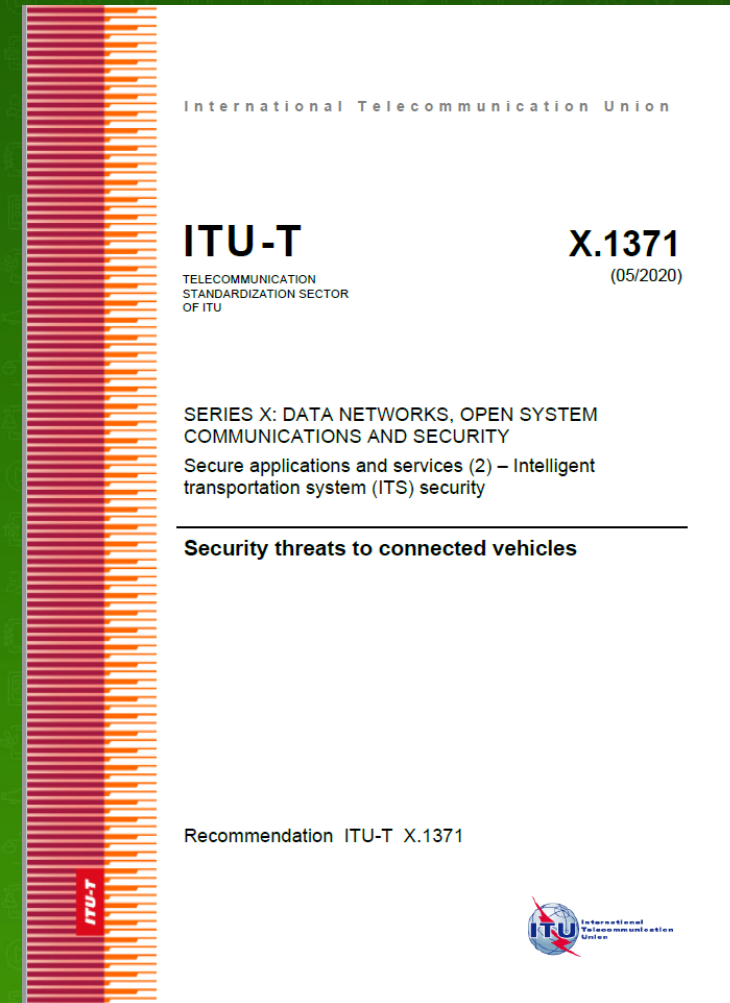 International Telecommunication Union
ITU-T
X.1371
TELECOMMUNICATION
STANDARDIZATION SECTOR
OF ITU
(05/2020)
SERIES X: DATA NETWORKS, OPEN SYSTEM
COMMUNICATIONS AND SECURITY
Secure applications and services (2) – Intelligent
transportation system (ITS) security
Security threats to connected vehicles
Recommendation ITU-T X.1371
ITU-T
ITU
International
Telecommunication
Union